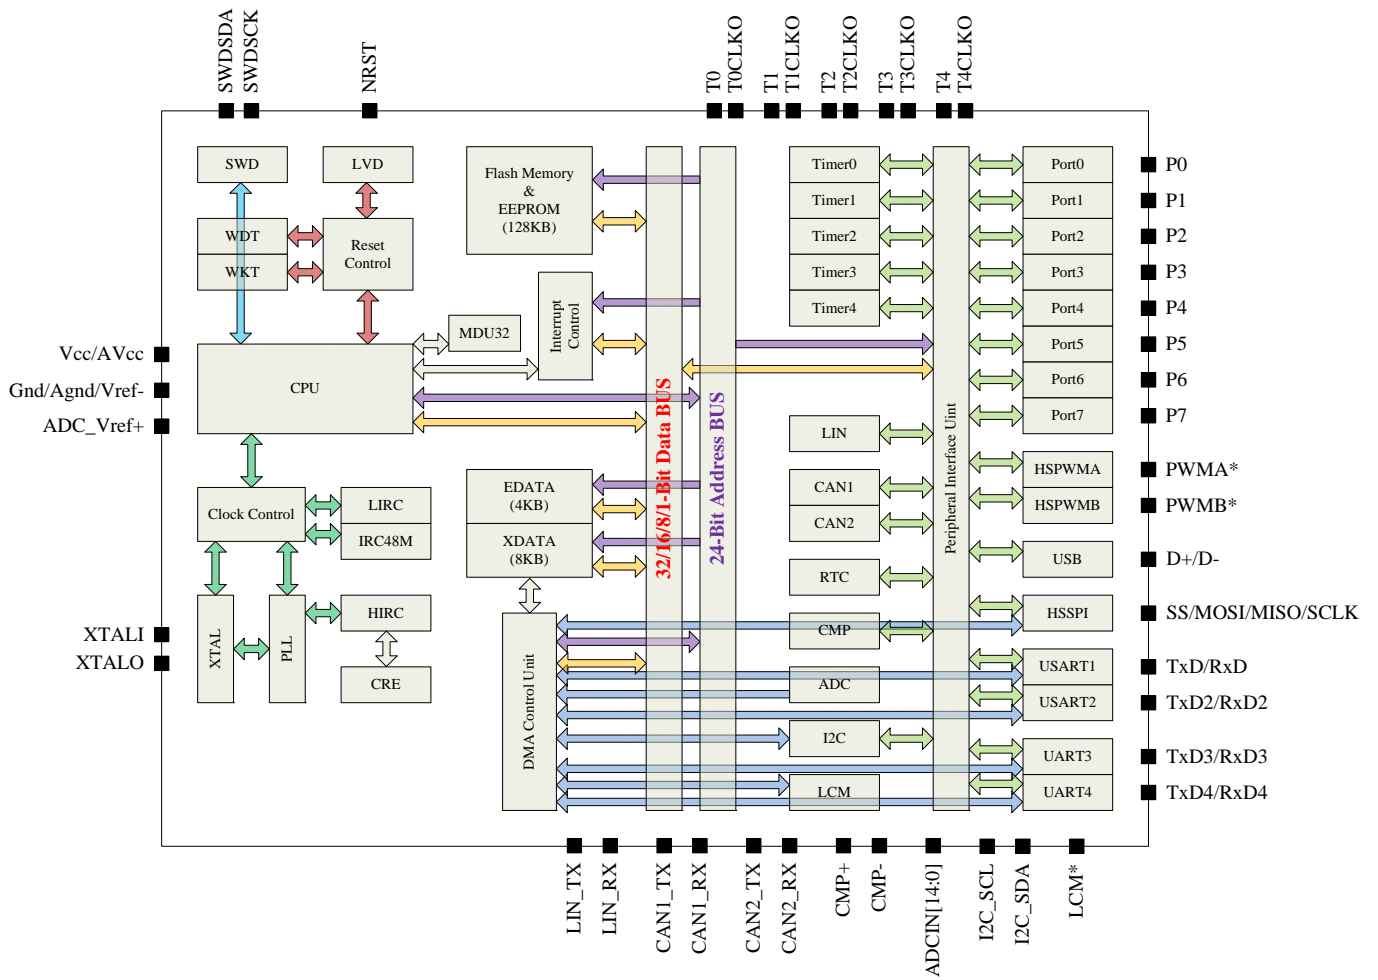 SWDSDA
SWDSCK
NRST
T0
T0CLKO
T1
T1CLKO
T2
T2CLKO
T3
T3CLKO
T4
T4CLKO
SWD
LVD
WDT
WKT
Reset
Control
Flash Memory
&
EEPROM
(128KB)
Interrupt
Control
MDU32
CPU
Vcc/AVcc
Gnd/Agnd/Vref-
ADC_Vref+
XTALI
XTALO
Clock Control
LIRC
IRC48M
XTAL
PLL
HIRC
CRE
EDATA
(4KB)
XDATA
(8KB)
DMA Control Unit
32/16/8/1-Bit Data BUS
24-Bit Address BUS
Timer0
Timer1
Timer2
Timer3
Timer4
LIN
CAN1
CAN2
RTC
CMP
ADC
I2C
LCM
Peripheral Interface Uint
Port0
Port1
Port2
Port3
Port4
Port5
Port6
Port7
HSPWMA
HSPWMB
USB
HSSPI
USART1
USART2
UART3
UART4
P0
P1
P2
P3
P4
P5
P6
P7
PWMA*
PWMB*
D+/D-
SS/MOSI/MISO/SCLK
TxD/RxD
TxD2/RxD2
TxD3/RxD3
TxD4/RxD4
LIN_TX
LIN_RX
CAN1_TX
CAN1_RX
CAN2_TX
CAN2_RX
CMP+
CMP-
ADCIN[14:0]
I2C_SCL
I2C_SDA
LCM*